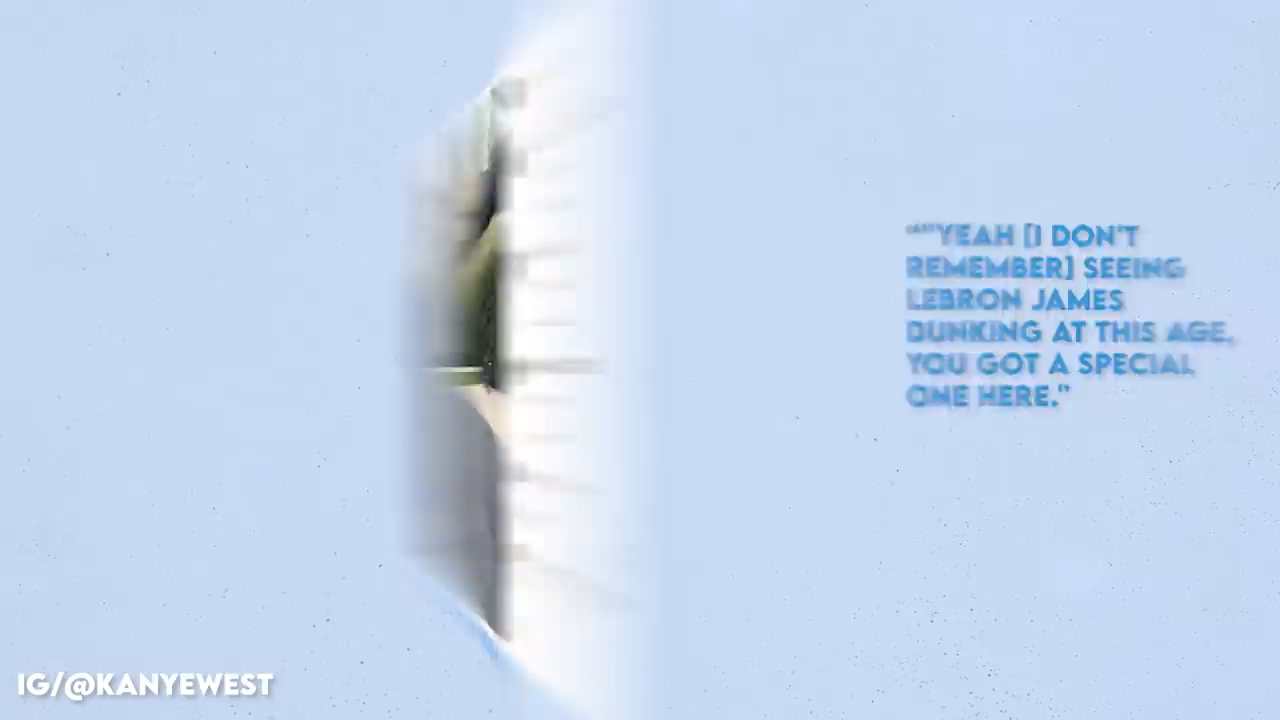 “"YEAH [I DON'T
REMEMBER] SEEING
LEBRON JAMES
DUNKING AT THIS AGE,
YOU GOT A SPECIAL
ONE HERE."
IG/@KANYEWEST